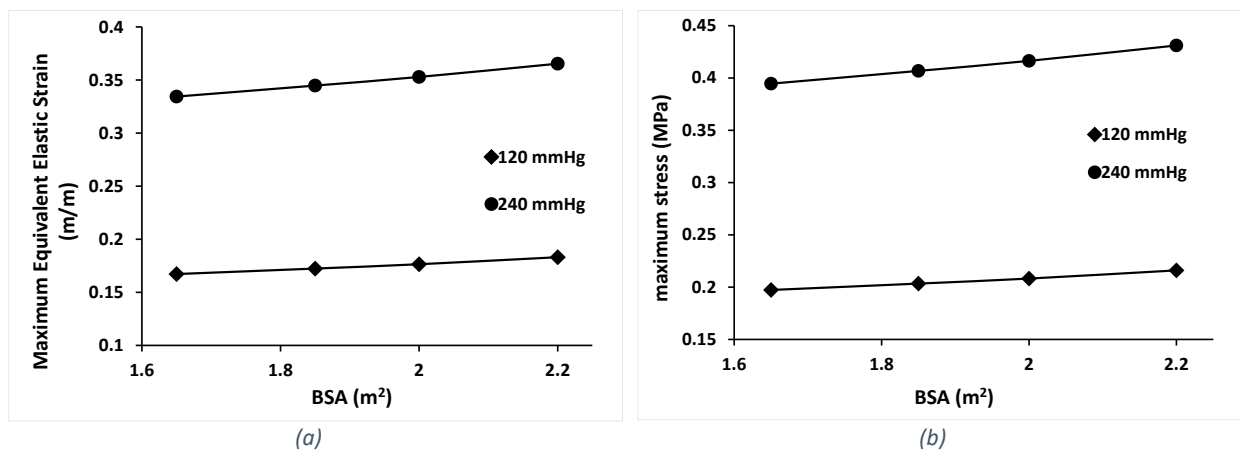 0.4
0.35
0.3
0.25
0.2
0.15
0.1
1.6
1.8
2
2.2
Maximum Equivalent Elastic Strain
(m/m)
BSA (m²)
120 mmHg
240 mmHg
(a)
0.45
0.4
0.35
0.3
0.25
0.2
0.15
1.6
1.8
2
2.2
maximum stress (MPa)
BSA (m²)
120 mmHg
240 mmHg
(b)